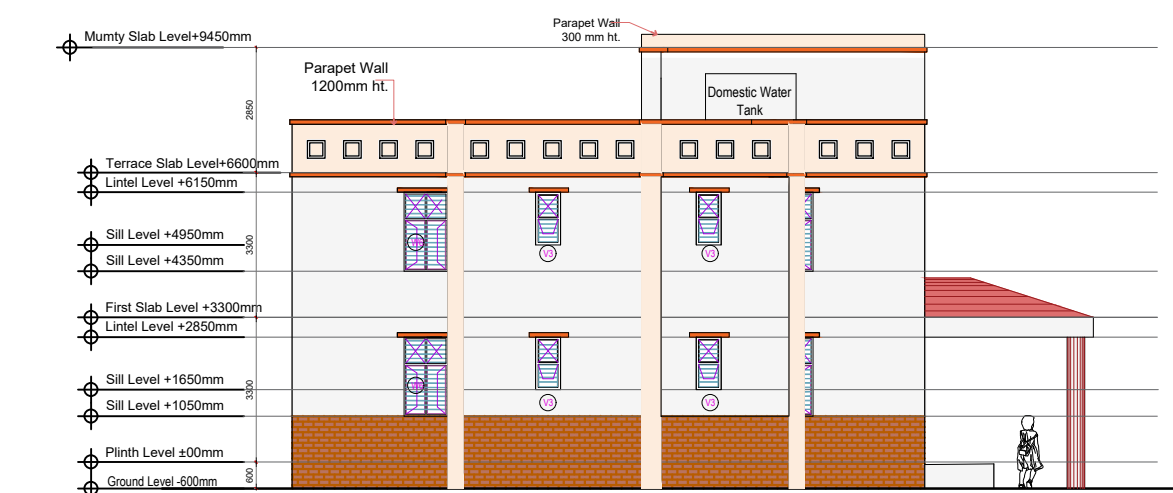 Parapet Wall
300 mm ht.
Mumty Slab Level+9450mm
Parapet Wall
1200mm ht.
Domestic Water
Tank
2850
Terrace Slab Level+6600mm
Lintel Level +6150mm
Sill Level +4950mm
3300
V3
V3
Sill Level +4350mm
First Slab Level +3300mm
Lintel Level +2850mm
Sill Level +1650mm
3300
V3
V3
Sill Level +1050mm
Plinth Level ±00mm
600
Ground Level -600mm